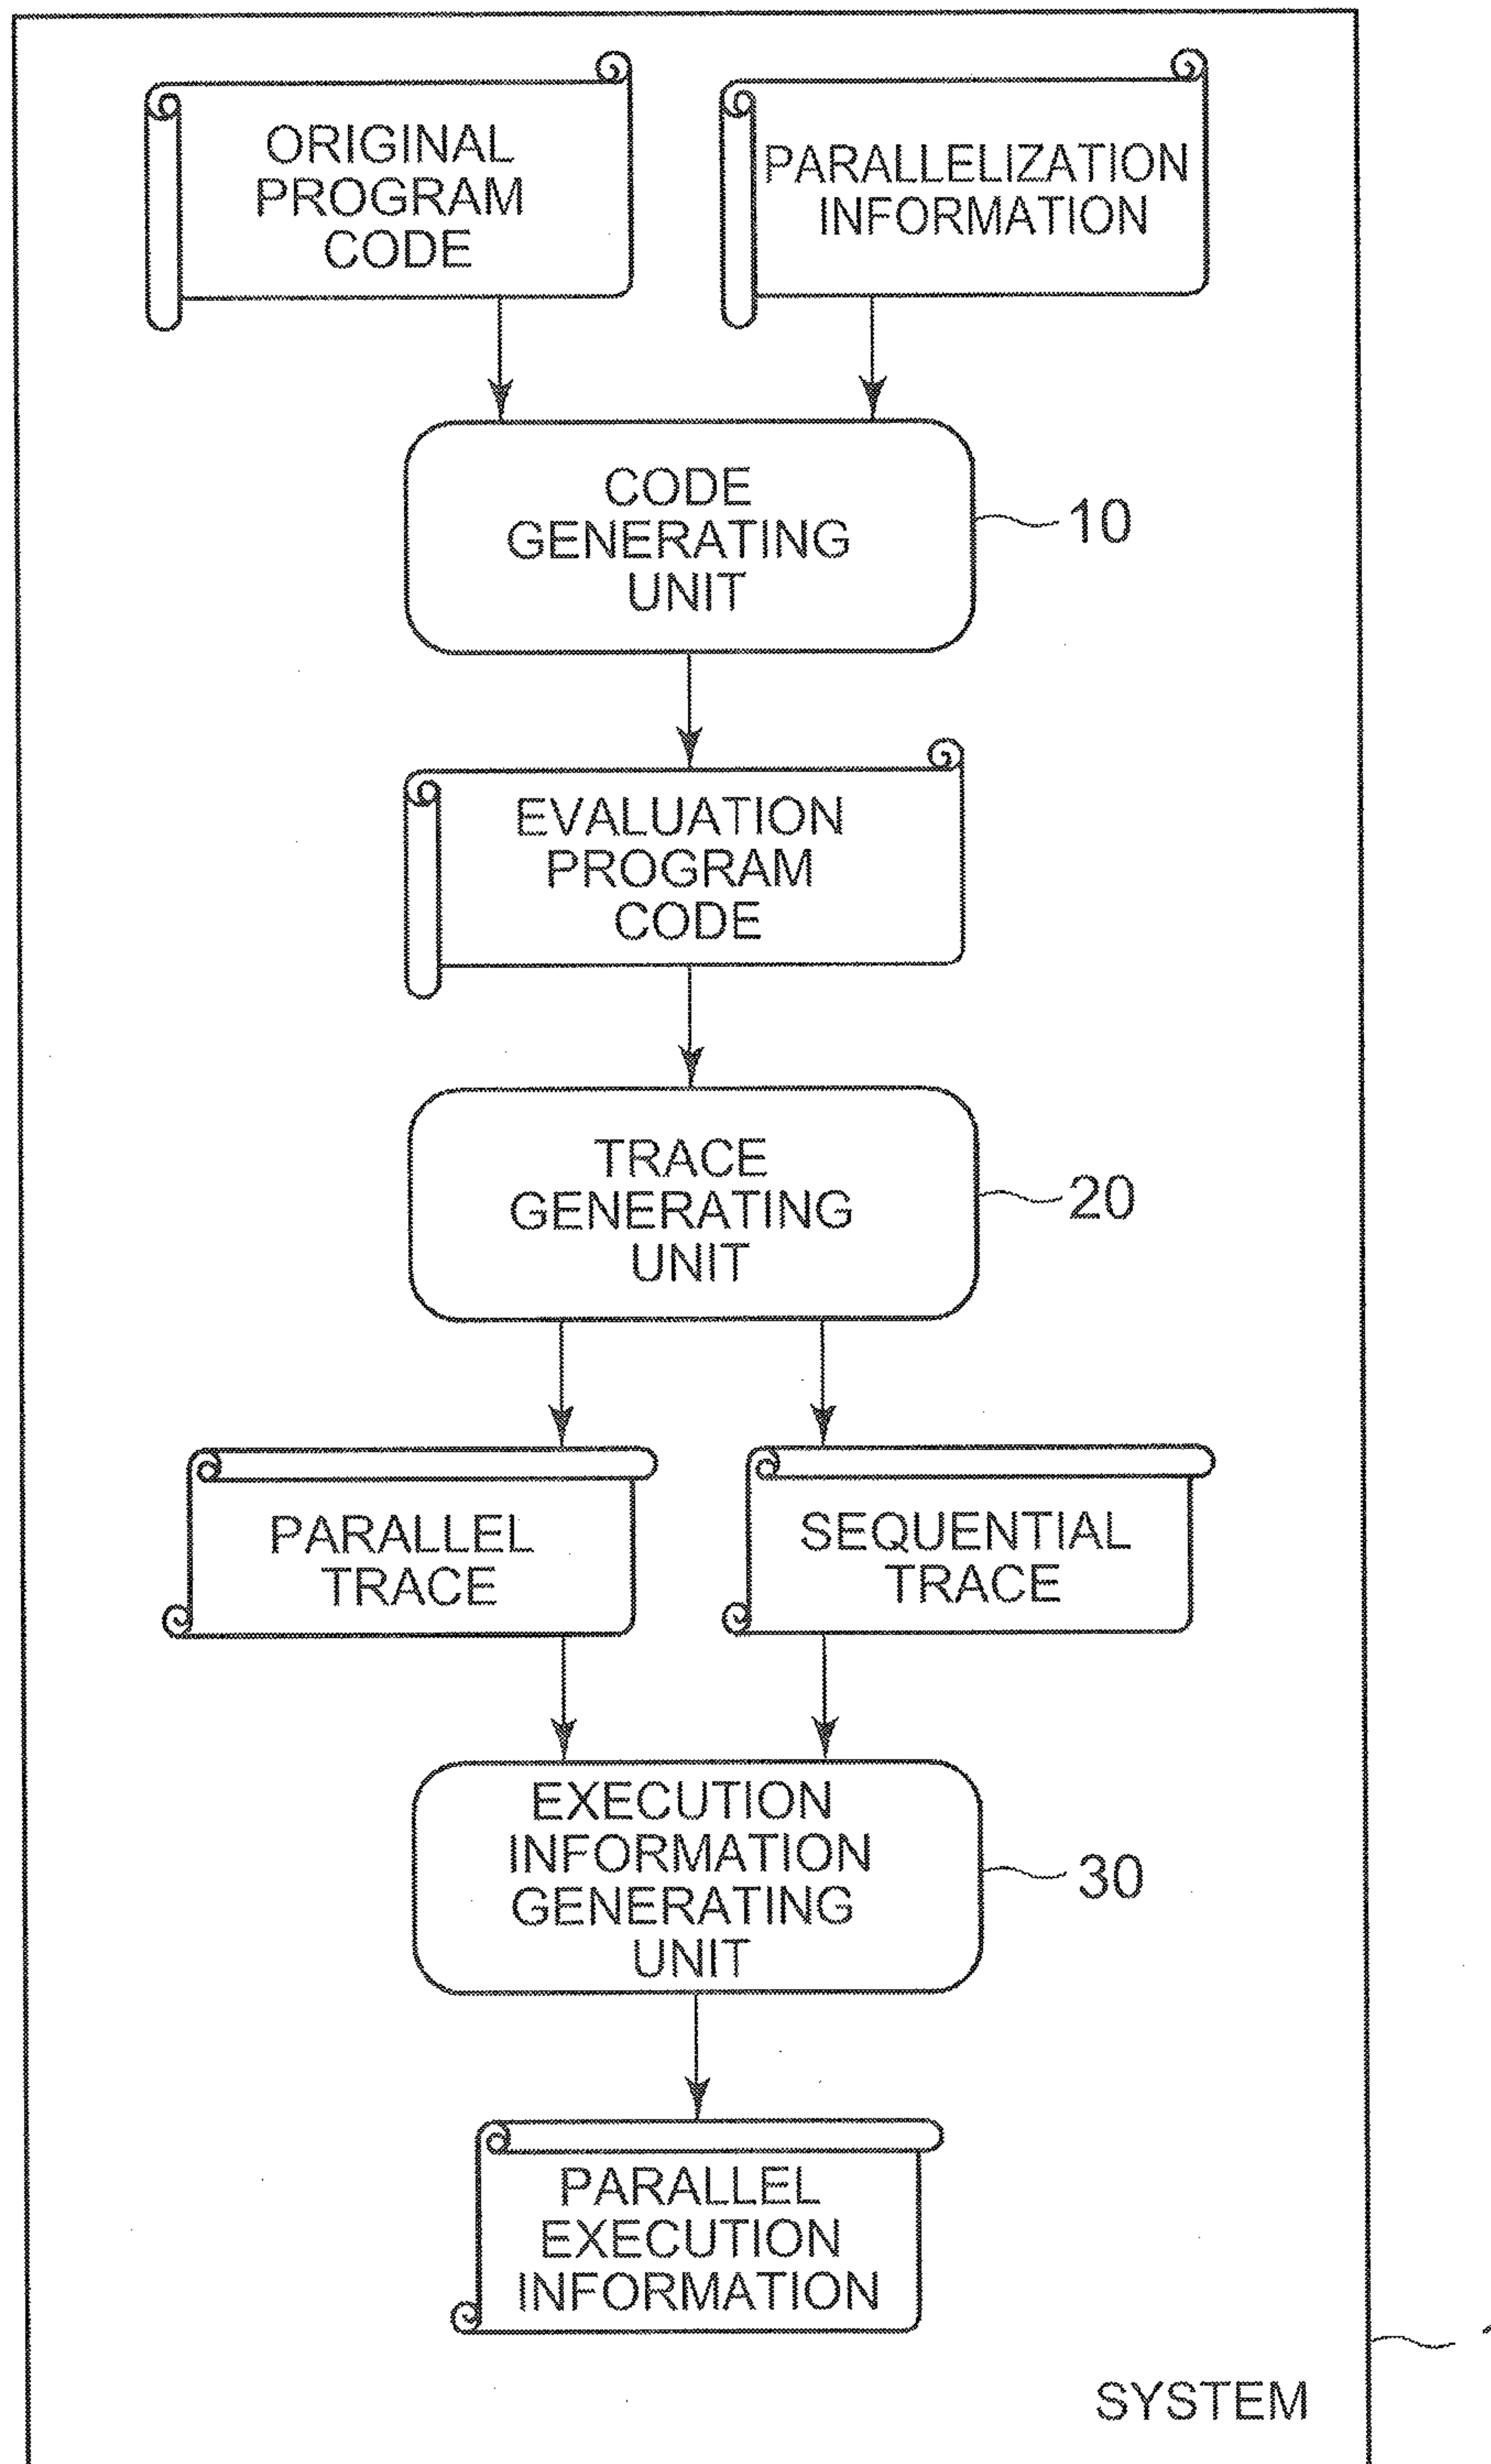 ORIGINAL
PROGRAM
CODE
PARALLELIZATION
INFORMATION
CODE
GENERATING
UNIT
10
EVALUATION
PROGRAM
CODE
TRACE
GENERATING
UNIT
20
PARALLEL
TRACE
SEQUENTIAL
TRACE
EXECUTION
INFORMATION
GENERATING
UNIT
30
PARALLEL
EXECUTION
INFORMATION
SYSTEM